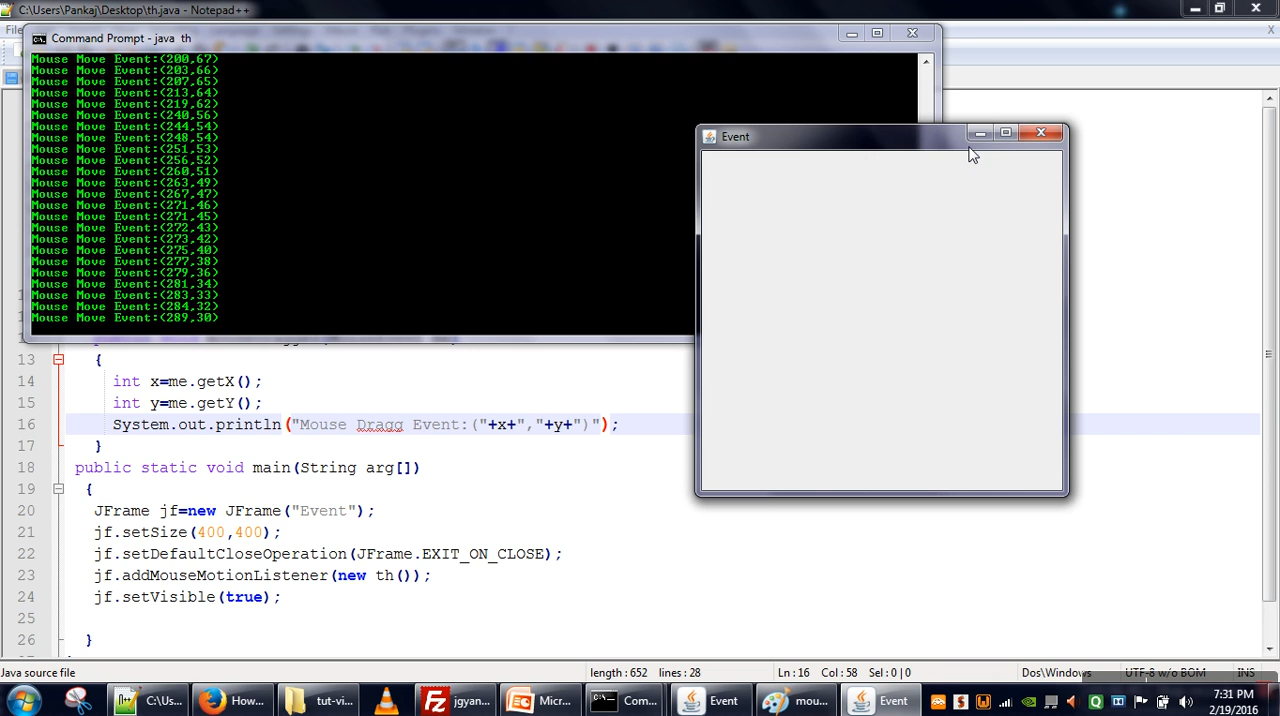 C:\Users\Pankaj\Desktop\th.java - Notepad++
File
Command Prompt - java  th
Mouse Move Event:(200,67)
Mouse Move Event:(203,66)
Mouse Move Event:(207,65)
Mouse Move Event:(213,64)
Mouse Move Event:(219,62)
Mouse Move Event:(240,56)
Mouse Move Event:(244,54)
Mouse Move Event:(248,54)
Mouse Move Event:(251,53)
Mouse Move Event:(256,52)
Mouse Move Event:(260,51)
Mouse Move Event:(263,49)
Mouse Move Event:(267,47)
Mouse Move Event:(271,46)
Mouse Move Event:(271,45)
Mouse Move Event:(272,43)
Mouse Move Event:(273,42)
Mouse Move Event:(275,40)
Mouse Move Event:(277,38)
Mouse Move Event:(279,36)
Mouse Move Event:(281,34)
Mouse Move Event:(283,33)
Mouse Move Event:(284,32)
Mouse Move Event:(289,30)
Event
13 {
14 int x=me.getX();
15 int y=me.getY();
16 System.out.println("Mouse Dragg Event:("+x+","+y+")");
17 }
18 public static void main(String arg[])
19 {
20 JFrame jf=new JFrame("Event");
21 jf.setSize(400,400);
22 jf.setDefaultCloseOperation(JFrame.EXIT_ON_CLOSE);
23 jf.addMouseMotionListener(new th());
24 jf.setVisible(true);
25
26 }
Java source file length : 652 lines : 28 Ln : 16 Col : 58 Sel : 0 | 0 Dos\Windows UTF-8 w/o BOM INS
C:\Us... How... tut-vi... jgyan... Micr... Com... Event mou... Event 7:31 PM
2/19/2016